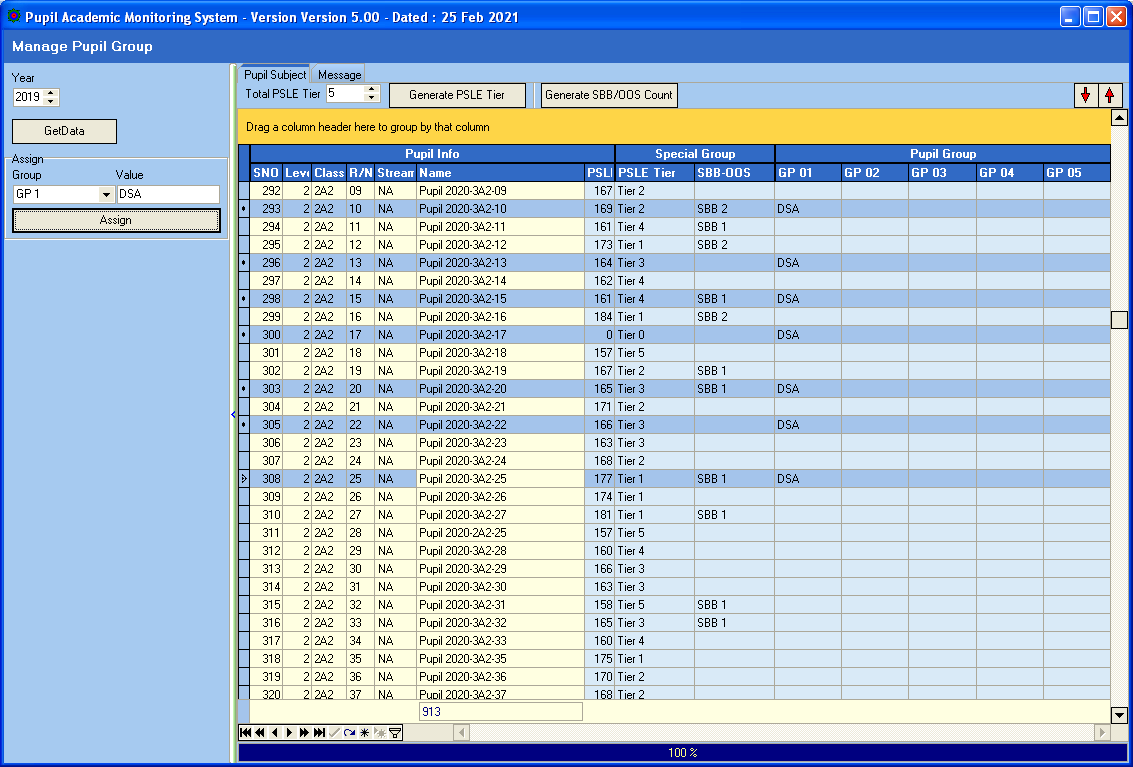 Pupil Academic Monitoring System - Version Version 5.00 - Dated : 25 Feb 2021
Manage Pupil Group
Year
2019
GetData
Assign
Group Value
GP 1 DSA
Assign
Pupil Subject Message
Total PSLE Tier 5 Generate PSLE Tier Generate SBB/OOS Count
Drag a column header here to group by that column
Pupil Info Special Group Pupil Group
SNO Leve Class R/N Stream Name PSL PSLE Tier SBB-OOS GP 01 GP 02 GP 03 GP 04 GP 05
292 2 2A2 09 NA Pupil 2020-3A2-09 167 Tier 2
293 2 2A2 10 NA Pupil 2020-3A2-10 169 Tier 2 SBB 2 DSA
294 2 2A2 11 NA Pupil 2020-3A2-11 161 Tier 4 SBB 1
295 2 2A2 12 NA Pupil 2020-3A2-12 173 Tier 1 SBB 2
296 2 2A2 13 NA Pupil 2020-3A2-13 164 Tier 3 DSA
297 2 2A2 14 NA Pupil 2020-3A2-14 162 Tier 4
298 2 2A2 15 NA Pupil 2020-3A2-15 161 Tier 4 SBB 1 DSA
299 2 2A2 16 NA Pupil 2020-3A2-16 184 Tier 1 SBB 2
300 2 2A2 17 NA Pupil 2020-3A2-17 0 Tier 0 DSA
301 2 2A2 18 NA Pupil 2020-3A2-18 157 Tier 5
302 2 2A2 19 NA Pupil 2020-3A2-19 167 Tier 2 SBB 1
303 2 2A2 20 NA Pupil 2020-3A2-20 165 Tier 3 SBB 1 DSA
304 2 2A2 21 NA Pupil 2020-3A2-21 171 Tier 2
305 2 2A2 22 NA Pupil 2020-3A2-22 166 Tier 3 DSA
306 2 2A2 23 NA Pupil 2020-3A2-23 163 Tier 3
307 2 2A2 24 NA Pupil 2020-3A2-24 168 Tier 2
308 2 2A2 25 NA Pupil 2020-3A2-25 177 Tier 1 SBB 1 DSA
309 2 2A2 26 NA Pupil 2020-3A2-26 174 Tier 1
310 2 2A2 27 NA Pupil 2020-3A2-27 181 Tier 1 SBB 1
311 2 2A2 28 NA Pupil 2020-2A2-25 157 Tier 5
312 2 2A2 29 NA Pupil 2020-3A2-28 160 Tier 4
313 2 2A2 30 NA Pupil 2020-3A2-29 166 Tier 3
314 2 2A2 31 NA Pupil 2020-3A2-30 163 Tier 3
315 2 2A2 32 NA Pupil 2020-3A2-31 158 Tier 5 SBB 1
316 2 2A2 33 NA Pupil 2020-3A2-32 165 Tier 3 SBB 1
317 2 2A2 34 NA Pupil 2020-3A2-33 160 Tier 4
318 2 2A2 35 NA Pupil 2020-3A2-35 175 Tier 1
319 2 2A2 36 NA Pupil 2020-3A2-36 170 Tier 2
320 2 2A2 37 NA Pupil 2020-3A2-37 168 Tier 2
913
100 %